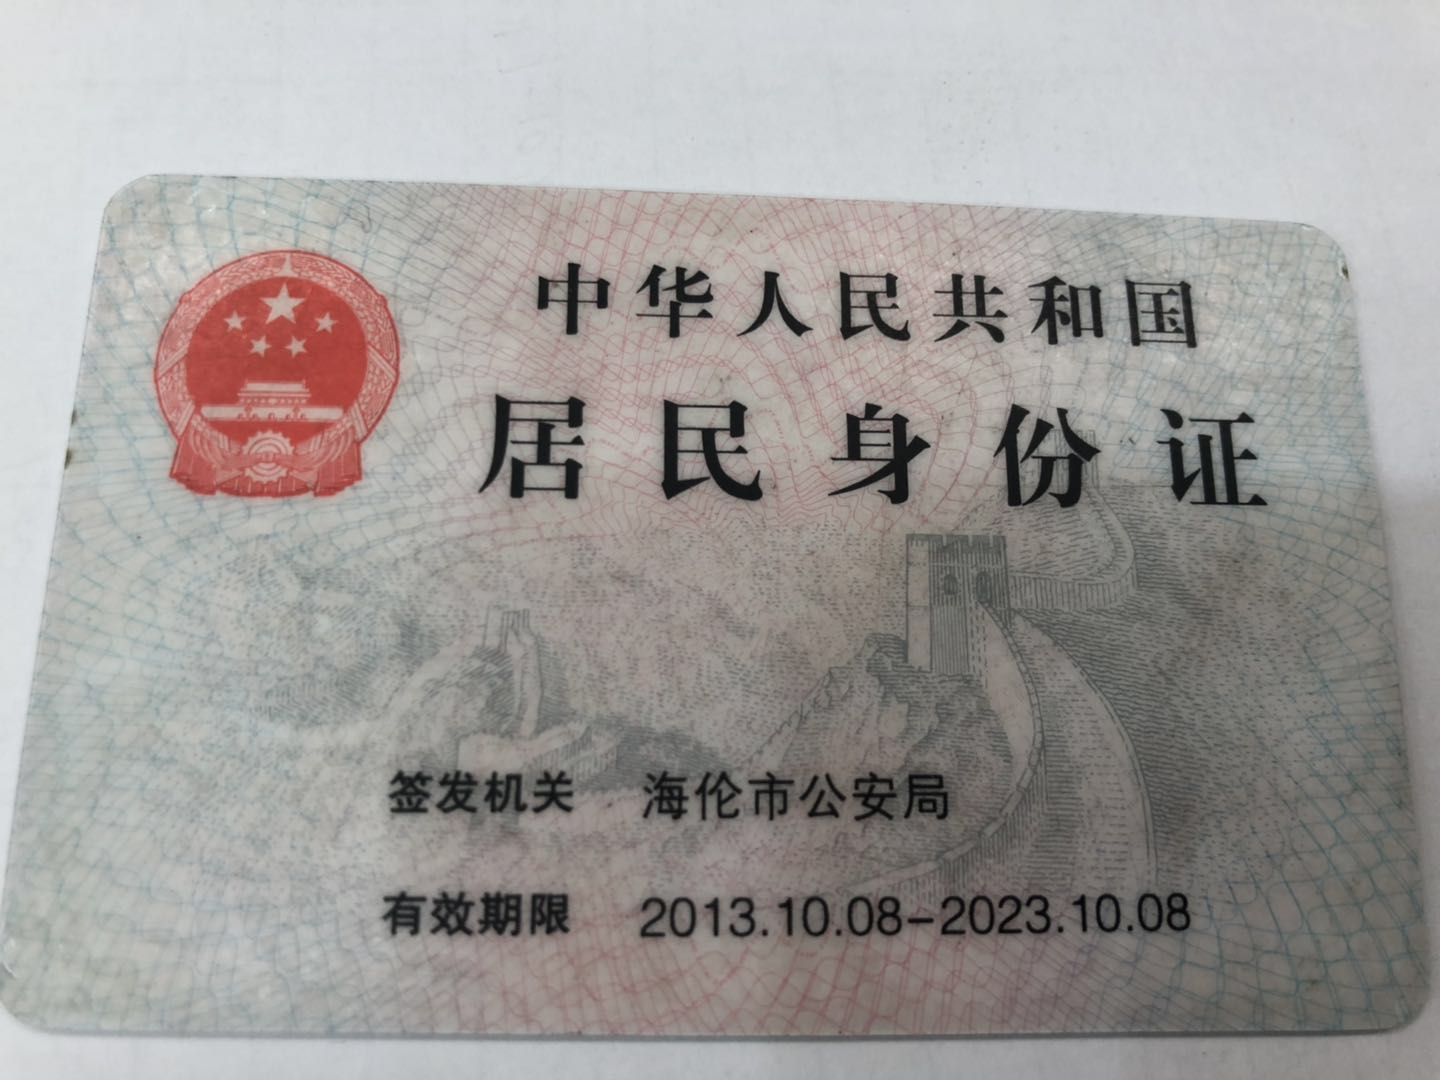 中华人民共和国
居民身份证
签发机关 海伦市公安局
有效期限 2013.10.08-2023.10.08